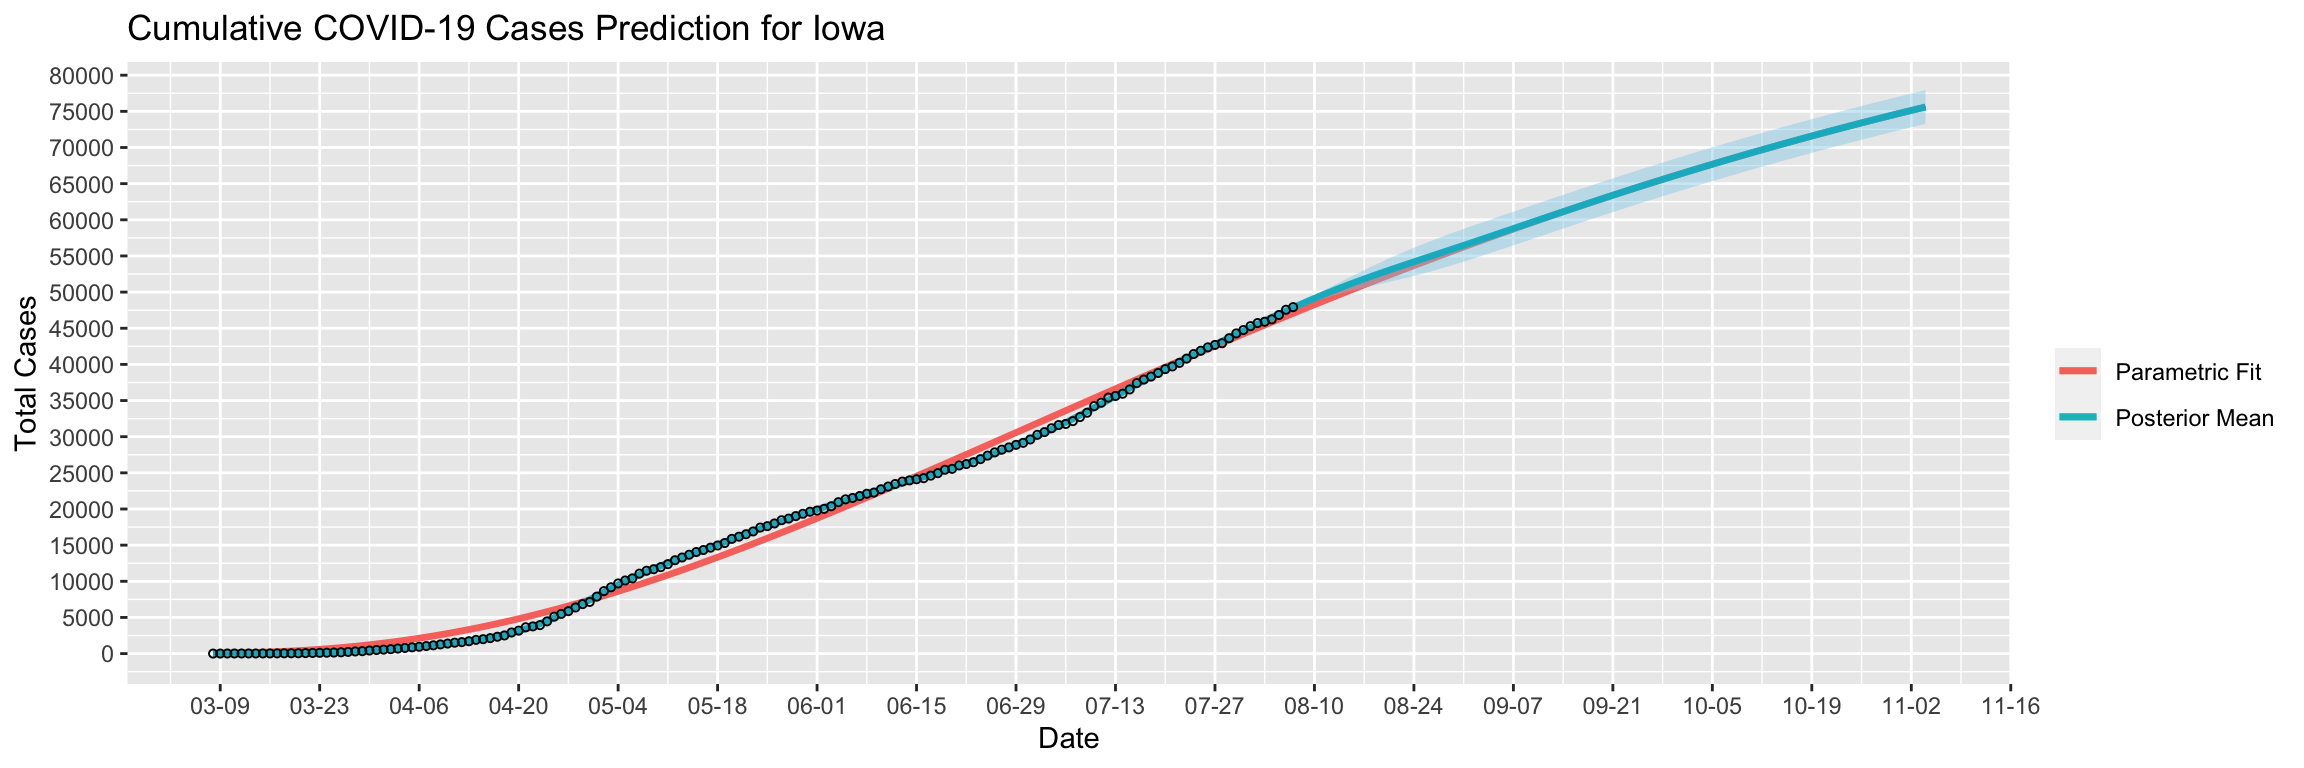 Cumulative COVID-19 Cases Prediction for Iowa
80000
75000
70000
65000
60000
55000
50000
45000
40000
35000
30000
25000
20000
15000
10000
5000
0
Total Cases
03-09 03-23 04-06 04-20 05-04 05-18 06-01 06-15 06-29 07-13 07-27 08-10 08-24 09-07 09-21 10-05 10-19 11-02 11-16
Date
Parametric Fit
Posterior Mean